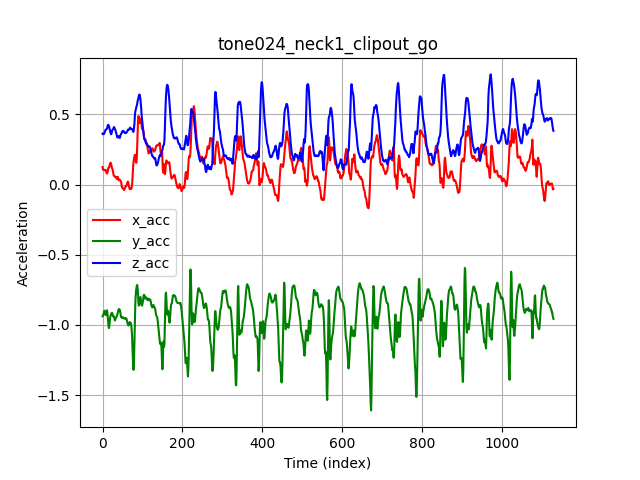 tone024_neck1_clipout_go
Acceleration
0.5
0.0
−0.5
−1.0
−1.5
x_acc
y_acc
z_acc
0 200 400 600 800 1000
Time (index)